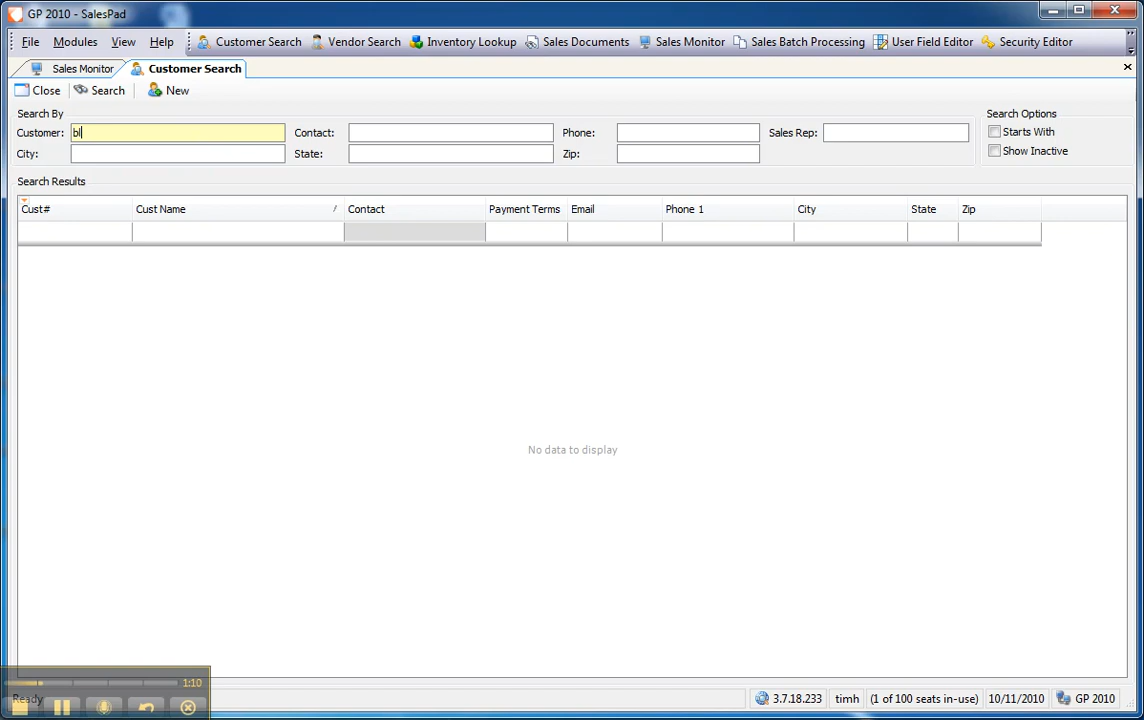 GP 2010 - SalesPad
File Modules View Help Customer Search Vendor Search Inventory Lookup Sales Documents Sales Monitor Sales Batch Processing User Field Editor Security Editor
Sales Monitor Customer Search
Close Search New
Search By Search Options
Customer: bl Contact: Phone: Sales Rep: Starts With
City: State: Zip: Show Inactive
Search Results
Cust# Cust Name Contact Payment Terms Email Phone 1 City State Zip
No data to display
1:10
Ready 3.7.18.233 timh (1 of 100 seats in-use) 10/11/2010 GP 2010